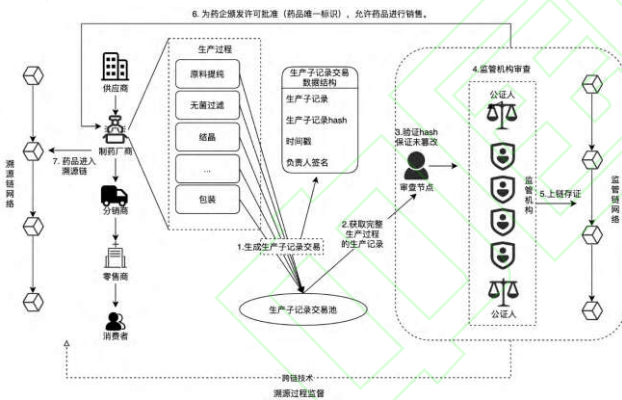 6. 为药企颁发许可批准（药品唯一标识），允许药品进行销售。
溯源链网络
供应商
制药厂商
7. 药品进入
溯源链
分销商
零售商
消费者
生产过程
原料提纯
无菌过滤
结晶
...
包装
生产子记录交易
数据结构
生产子记录
生产子记录hash
时间戳
负责人签名
1.生成生产子记录交易
2.获取完整
生产过程
的生产记录
生产子记录交易池
3.验证hash
保证未篡改
审查节点
4.监管机构审查
公证人
监管机构
公证人
5.上链存证
监管链网络
跨链技术
溯源过程监督